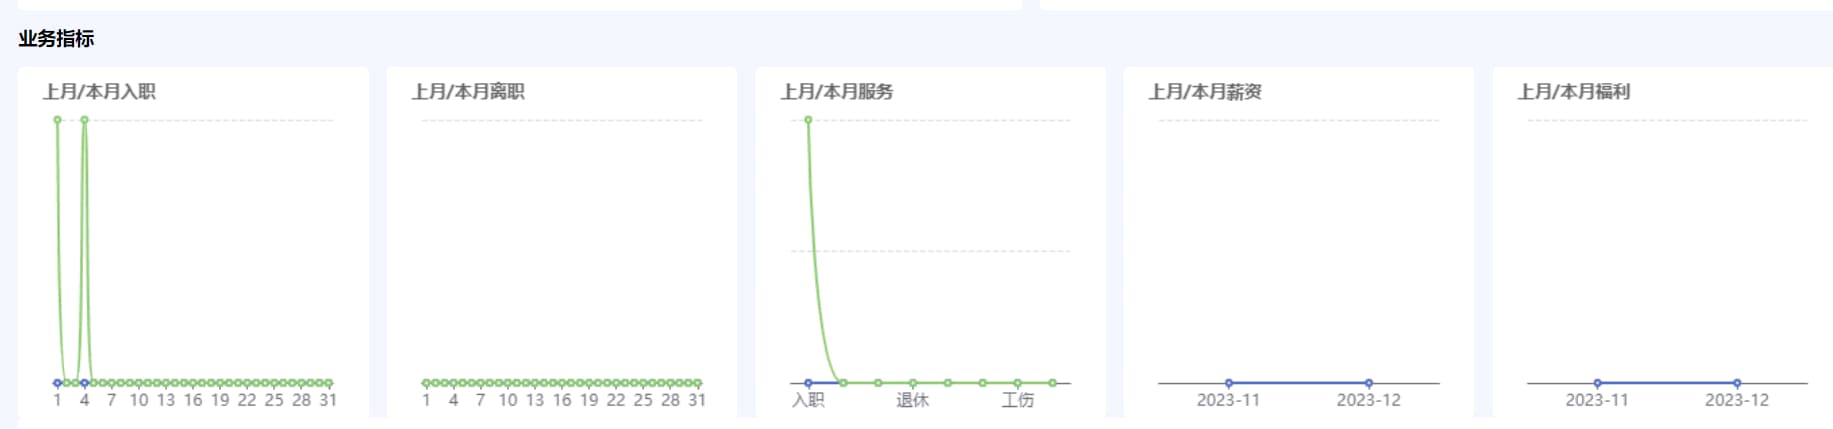 业务指标
上月/本月入职
1 4 7 10 13 16 19 22 25 28 31
上月/本月离职
1 4 7 10 13 16 19 22 25 28 31
上月/本月服务
入职 退休 工伤
上月/本月薪资
2023-11 2023-12
上月/本月福利
2023-11 2023-12